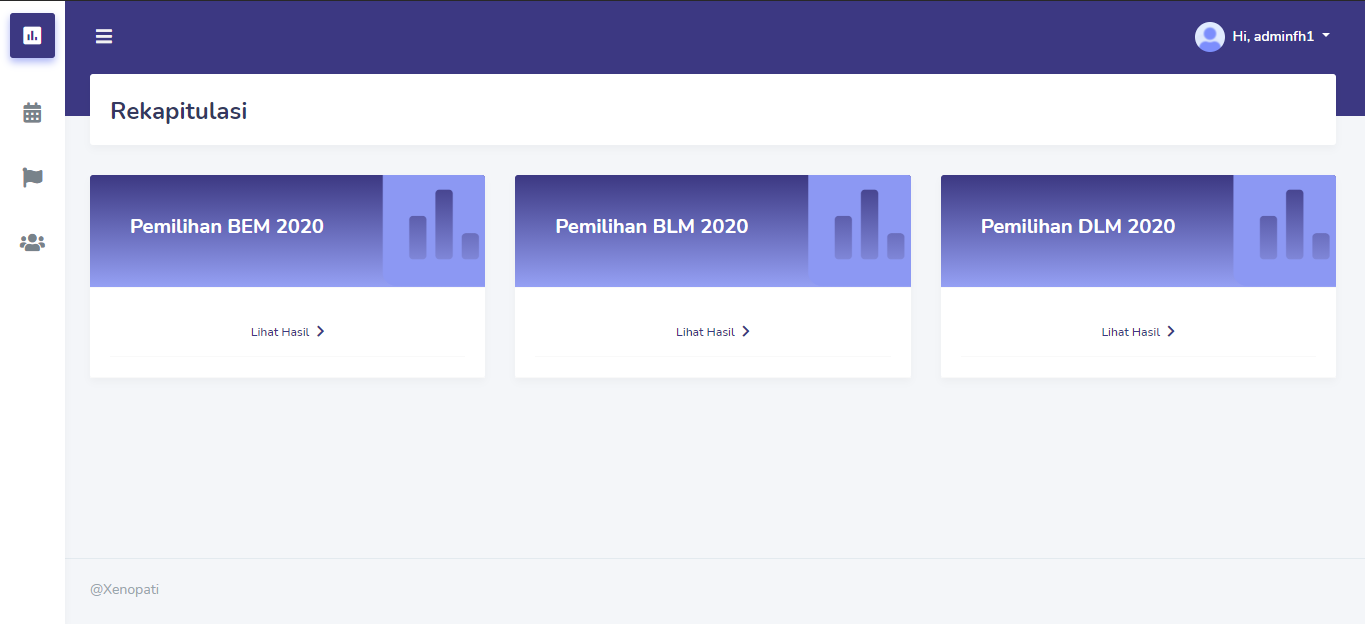 Hi, adminfh1
Rekapitulasi
Pemilihan BEM 2020
Lihat Hasil
Pemilihan BLM 2020
Lihat Hasil
Pemilihan DLM 2020
Lihat Hasil
@Xenopati